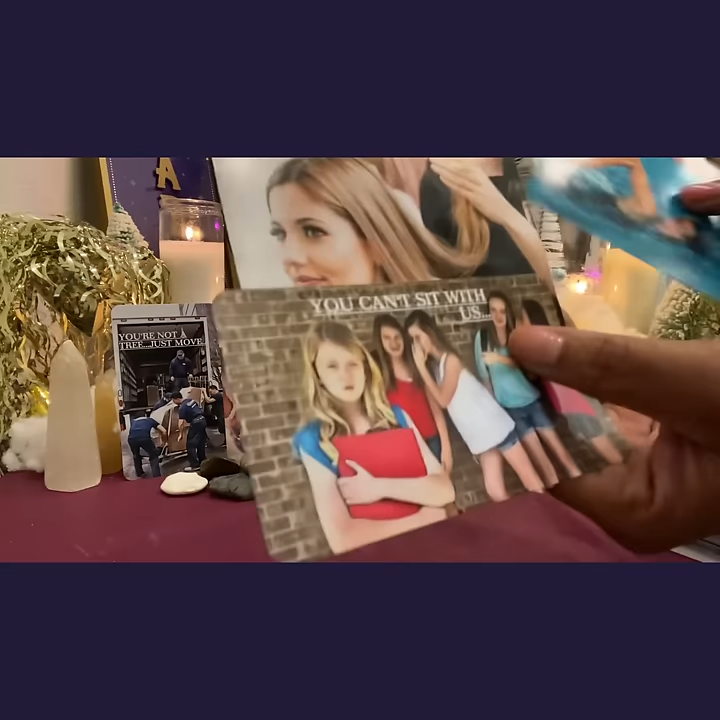 A
YOU CAN'T SIT WITH
US...
YOU'RE NOT A
TREE...JUST MOVE